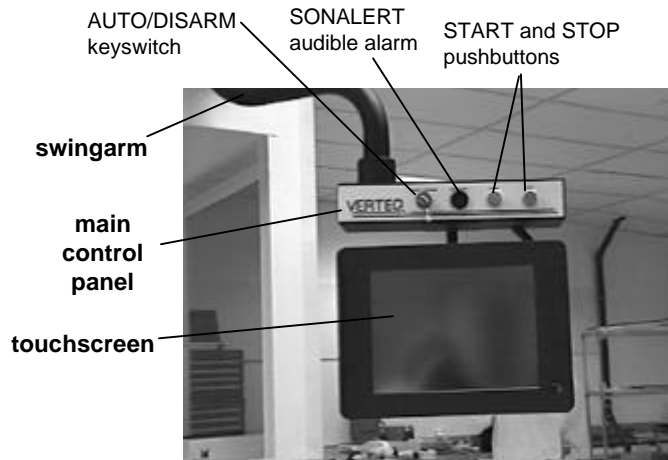 AUTO/DISARM
keyswitch
SONALERT
audible alarm
START and STOP
pushbuttons
swingarm
main
control
panel
touchscreen
VERTEQ